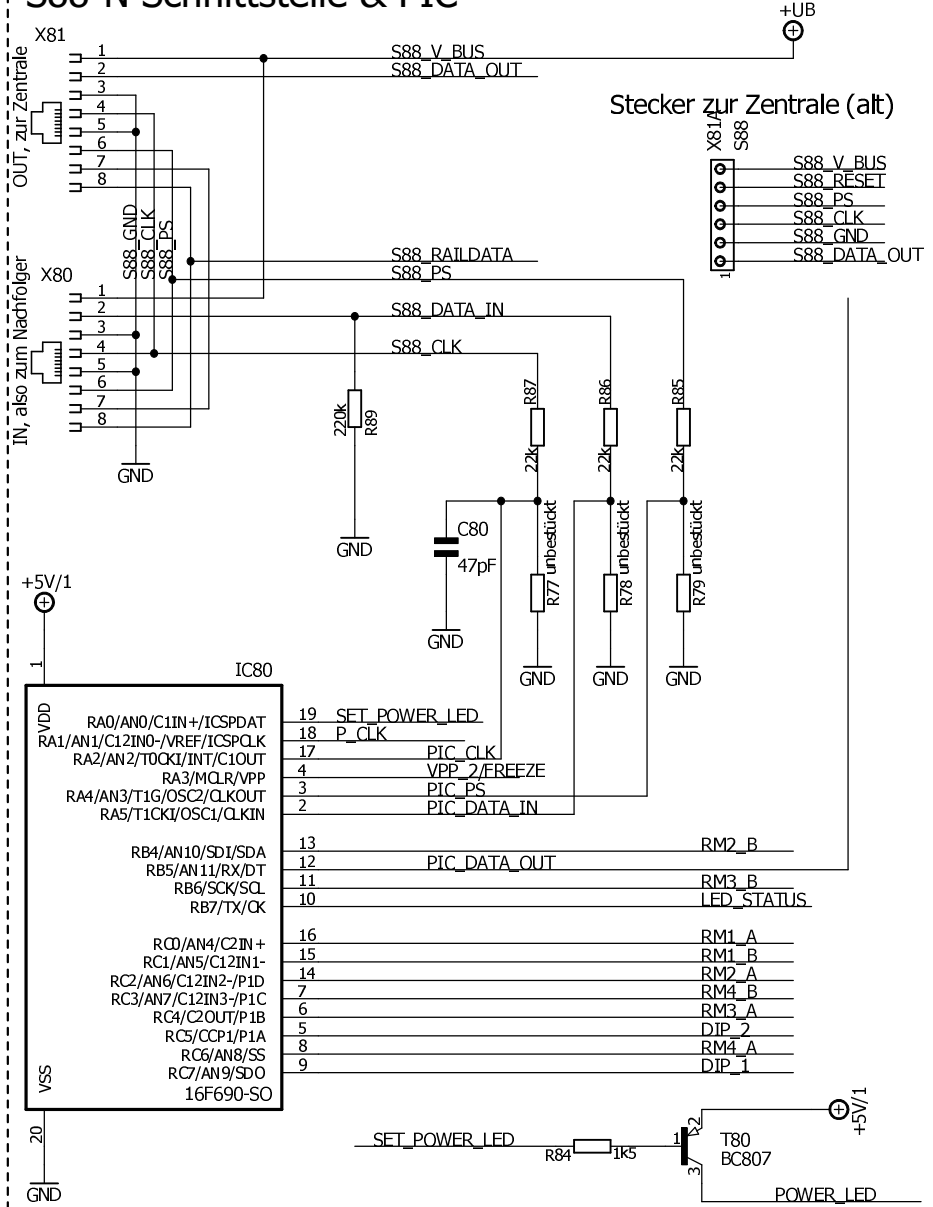 S88-N Schnittstelle & PIC
+UB
X81
OUT, zur Zentrale
1
2
3
4
5
6
7
8
S88_V_BUS
S88_DATA_OUT
Stecker zur Zentrale (alt)
X81A
S88
S88_V_BUS
S88_RESET
S88_PS
S88_CLK
S88_GND
S88_DATA_OUT
1
S88_GND
S88_CLK
S88_PS
S88_RAILDATA
S88_PS
S88_DATA_IN
S88_CLK
X80
IN, also zum Nachfolger
1
2
3
4
5
6
7
8
GND
220k
R89
GND
R87
22k
R86
22k
R85
22k
C80
47pF
GND
R77 unbestückt
R78 unbestückt
R79 unbestückt
GND
GND
GND
+5V/1
1
IC80
VDD
RA0/AN0/C1IN+/ICSPDAT 19 SET_POWER_LED
RA1/AN1/C12IN0-/VREF/ICSPCLK 18 P_CLK
RA2/AN2/T0CKI/INT/C1OUT 17 PIC_CLK
RA3/MCLR/VPP 4 VPP_2/FREEZE
RA4/AN3/T1G/OSC2/CLKOUT 3 PIC_PS
RA5/T1CKI/OSC1/CLKIN 2 PIC_DATA_IN
RB4/AN10/SDI/SDA 13 RM2_B
RB5/AN11/RX/DT 12 PIC_DATA_OUT
RB6/SCK/SCL 11 RM3_B
RB7/TX/CK 10 LED_STATUS
RC0/AN4/C2IN+ 16 RM1_A
RC1/AN5/C12IN1- 15 RM1_B
RC2/AN6/C12IN2-/P1D 14 RM2_A
RC3/AN7/C12IN3-/P1C 7 RM4_B
RC4/C2OUT/P1B 6 RM3_A
RC5/CCP1/P1A 5 DIP_2
RC6/AN8/SS 8 RM4_A
RC7/AN9/SDO 9 DIP_1
VSS
16F690-SO
20
GND
SET_POWER_LED
R84
1k5
1
2
3
T80
BC807
+5V/1
POWER_LED